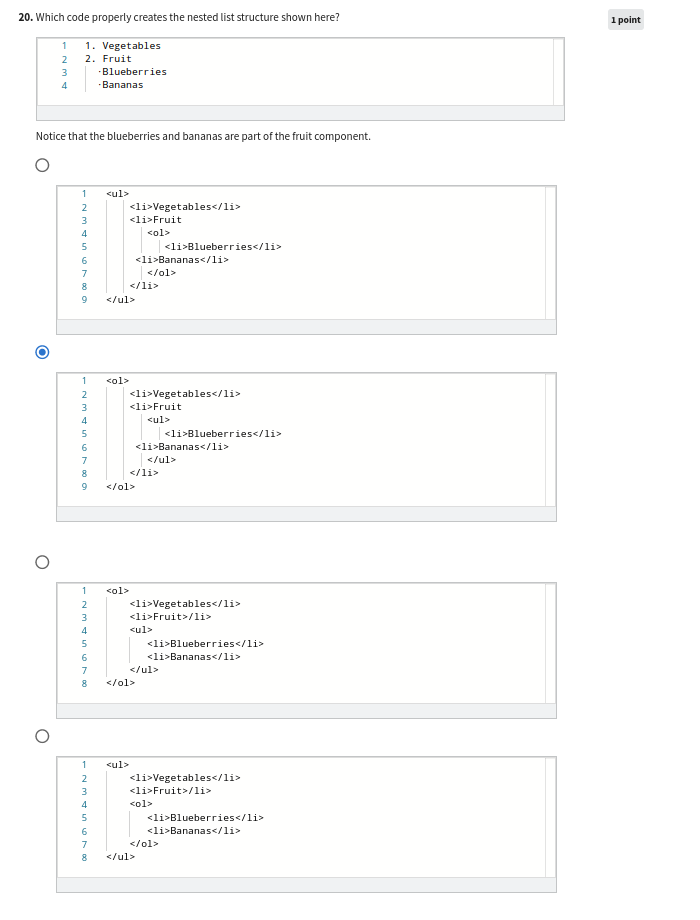 20. Which code properly creates the nested list structure shown here?
1 point
1 1. Vegetables
2 2. Fruit
3 ·Blueberries
4 ·Bananas
Notice that the blueberries and bananas are part of the fruit component.
1 <ul>
2 <li>Vegetables</li>
3 <li>Fruit
4 <ol>
5 <li>Blueberries</li>
6 <li>Bananas</li>
7 </ol>
8 </li>
9 </ul>
1 <ol>
2 <li>Vegetables</li>
3 <li>Fruit
4 <ul>
5 <li>Blueberries</li>
6 <li>Bananas</li>
7 </ul>
8 </li>
9 </ol>
1 <ol>
2 <li>Vegetables</li>
3 <li>Fruit>/li>
4 <ul>
5 <li>Blueberries</li>
6 <li>Bananas</li>
7 </ul>
8 </ol>
1 <ul>
2 <li>Vegetables</li>
3 <li>Fruit>/li>
4 <ol>
5 <li>Blueberries</li>
6 <li>Bananas</li>
7 </ol>
8 </ul>